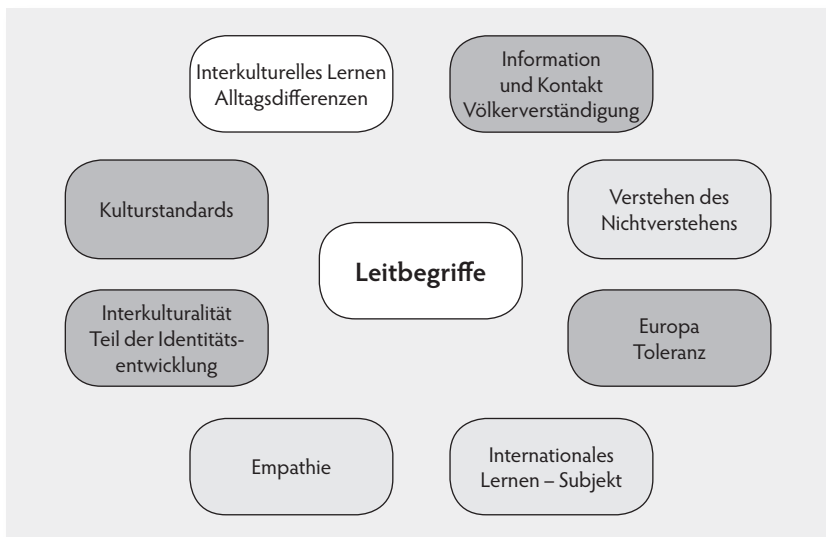 Interkulturelles Lernen
Alltagsdifferenzen
Information
und Kontakt
Völkerverständigung
Kulturstandards
Verstehen des
Nichtverstehens
Leitbegriffe
Interkulturalität
Teil der Identitäts-
entwicklung
Europa
Toleranz
Empathie
Internationales
Lernen – Subjekt